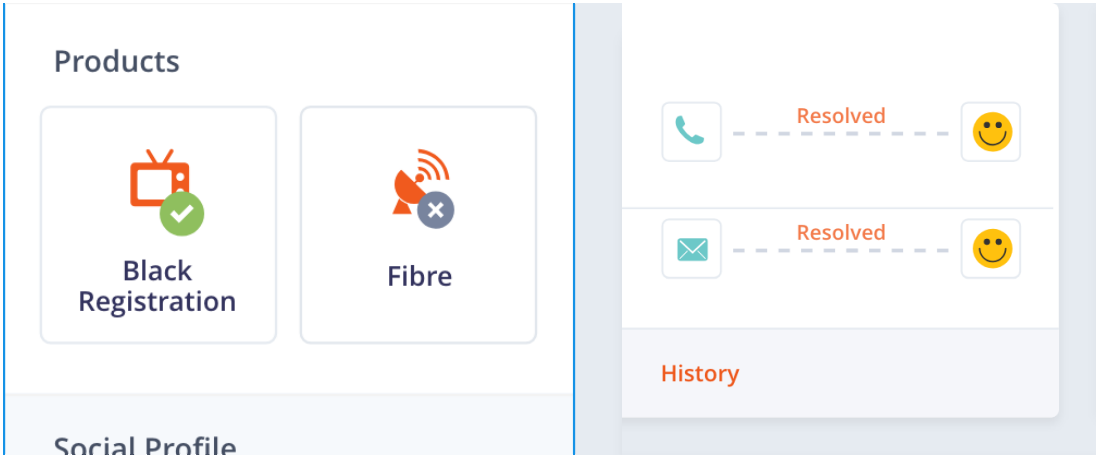 Products
Black
Registration
Fibre
Social Profile
Resolved
Resolved
History